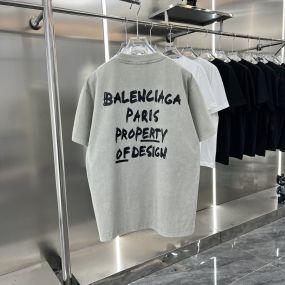 BALENCIAGA
PARIS
PROPERTY
OF DESIGN